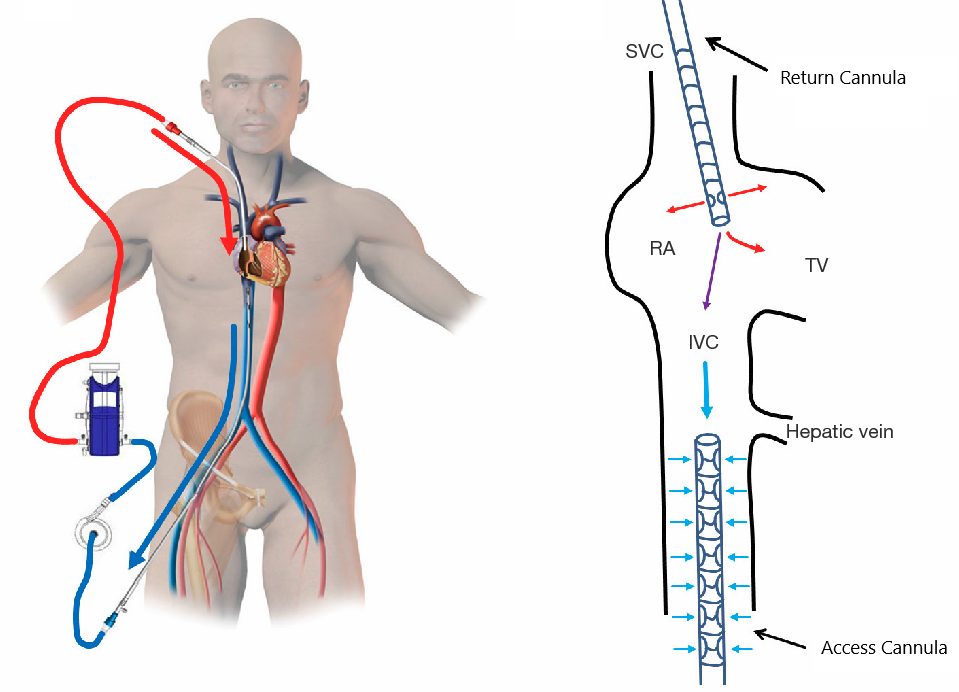 SVC
Return Cannula
RA
TV
IVC
Hepatic vein
Access Cannula